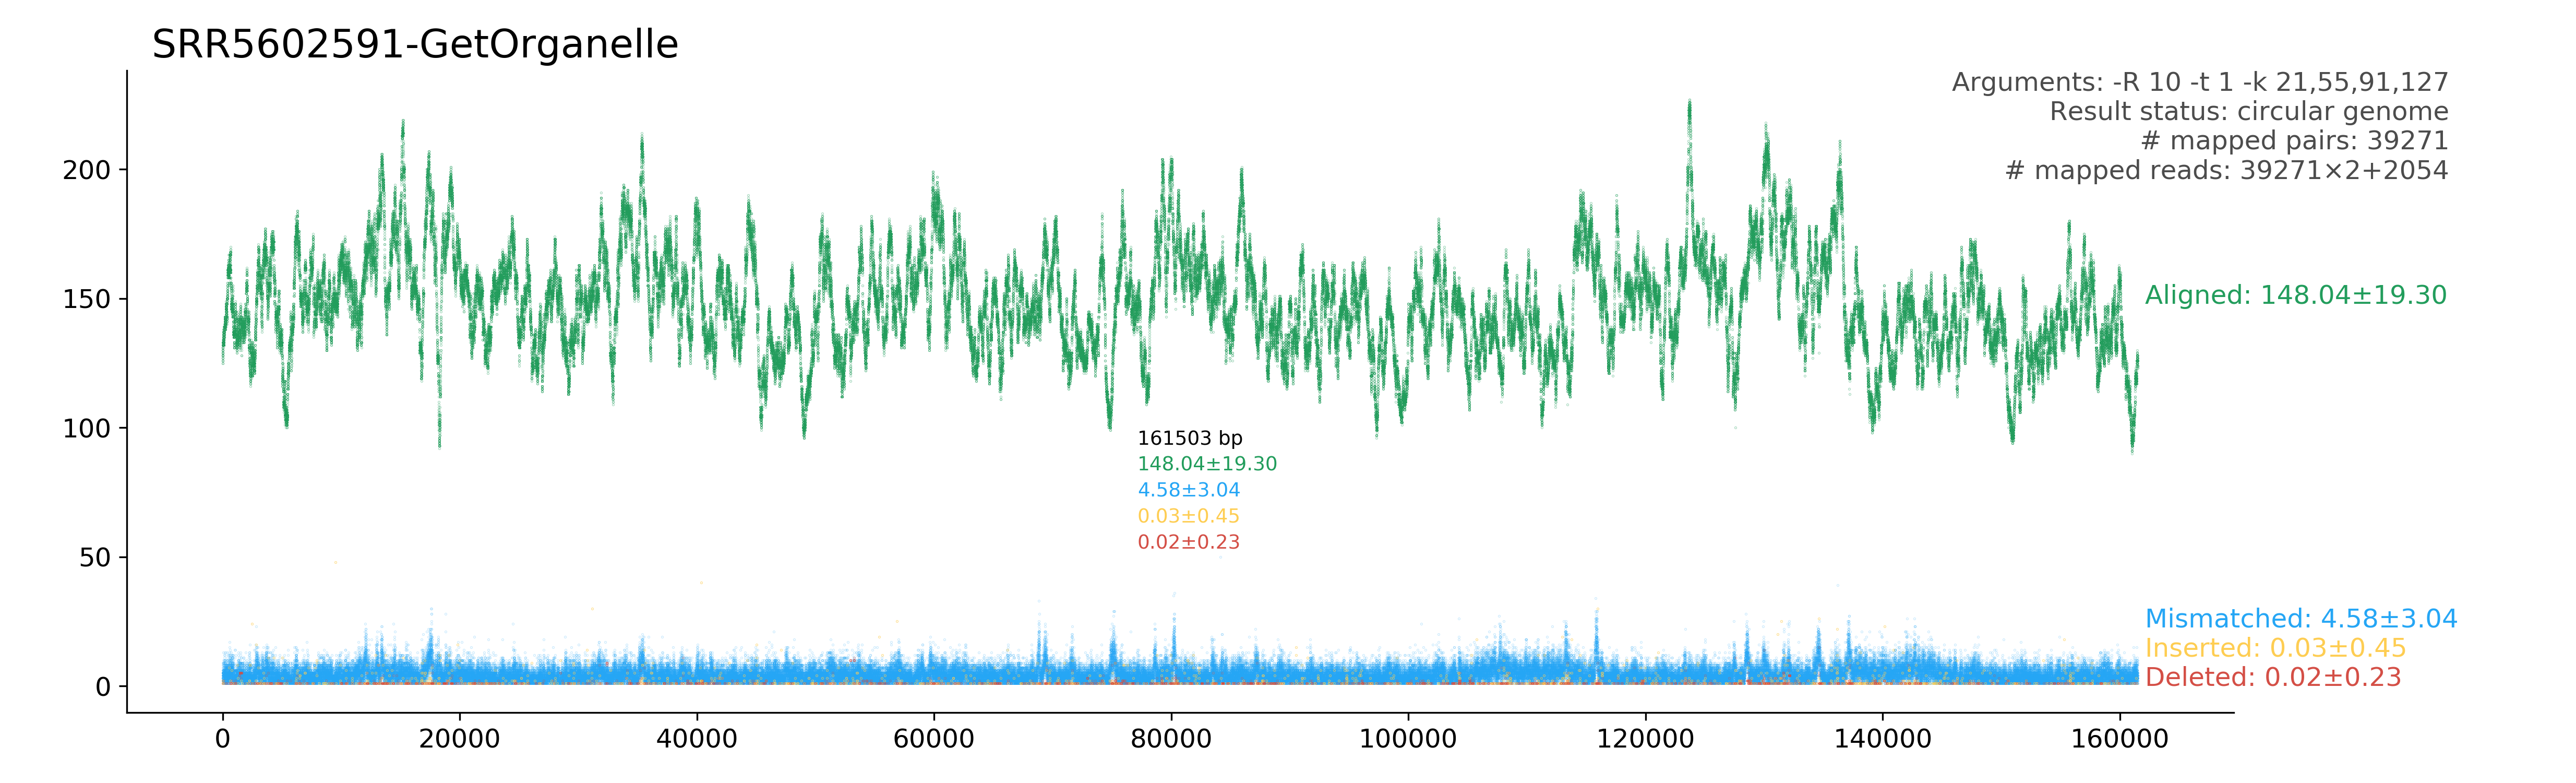 SRR5602591-GetOrganelle
Arguments: -R 10 -t 1 -k 21,55,91,127
Result status: circular genome
# mapped pairs: 39271
# mapped reads: 39271×2+2054
200
150
100
50
0
Aligned: 148.04±19.30
161503 bp
148.04±19.30
4.58±3.04
0.03±0.45
0.02±0.23
Mismatched: 4.58±3.04
Inserted: 0.03±0.45
Deleted: 0.02±0.23
0 20000 40000 60000 80000 100000 120000 140000 160000